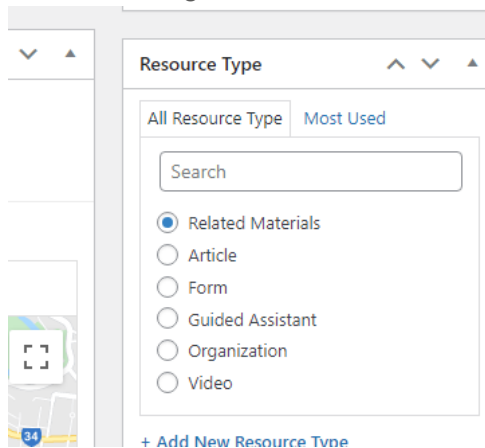 Resource Type
All Resource Type Most Used
Search
Related Materials
Article
Form
Guided Assistant
Organization
Video
34
+ Add New Resource Type